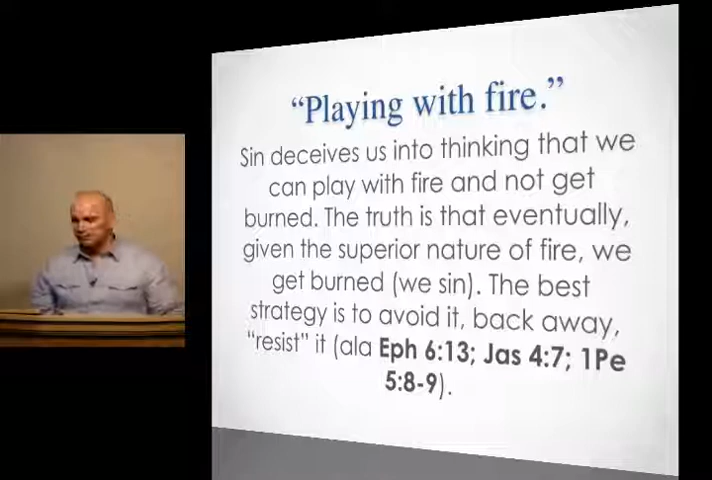 “Playing with fire.”
Sin deceives us into thinking that we
can play with fire and not get
burned. The truth is that eventually,
given the superior nature of fire, we
get burned (we sin). The best
strategy is to avoid it, back away,
“resist” it (ala Eph 6:13; Jas 4:7; 1Pe
5:8-9).